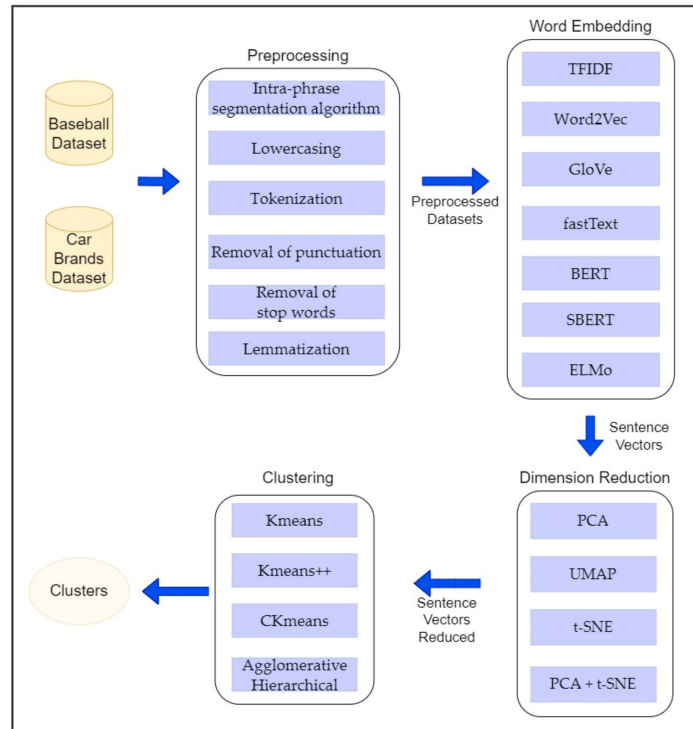 Baseball
Dataset
Car
Brands
Dataset
Preprocessing
Intra-phrase
segmentation algorithm
Lowercasing
Tokenization
Removal of punctuation
Removal of
stop words
Lemmatization
Preprocessed
Datasets
Word Embedding
TFIDF
Word2Vec
GloVe
fastText
BERT
SBERT
ELMo
Sentence
Vectors
Dimension Reduction
PCA
UMAP
t-SNE
PCA + t-SNE
Sentence
Vectors
Reduced
Clustering
Kmeans
Kmeans++
CKmeans
Agglomerative
Hierarchical
Clusters